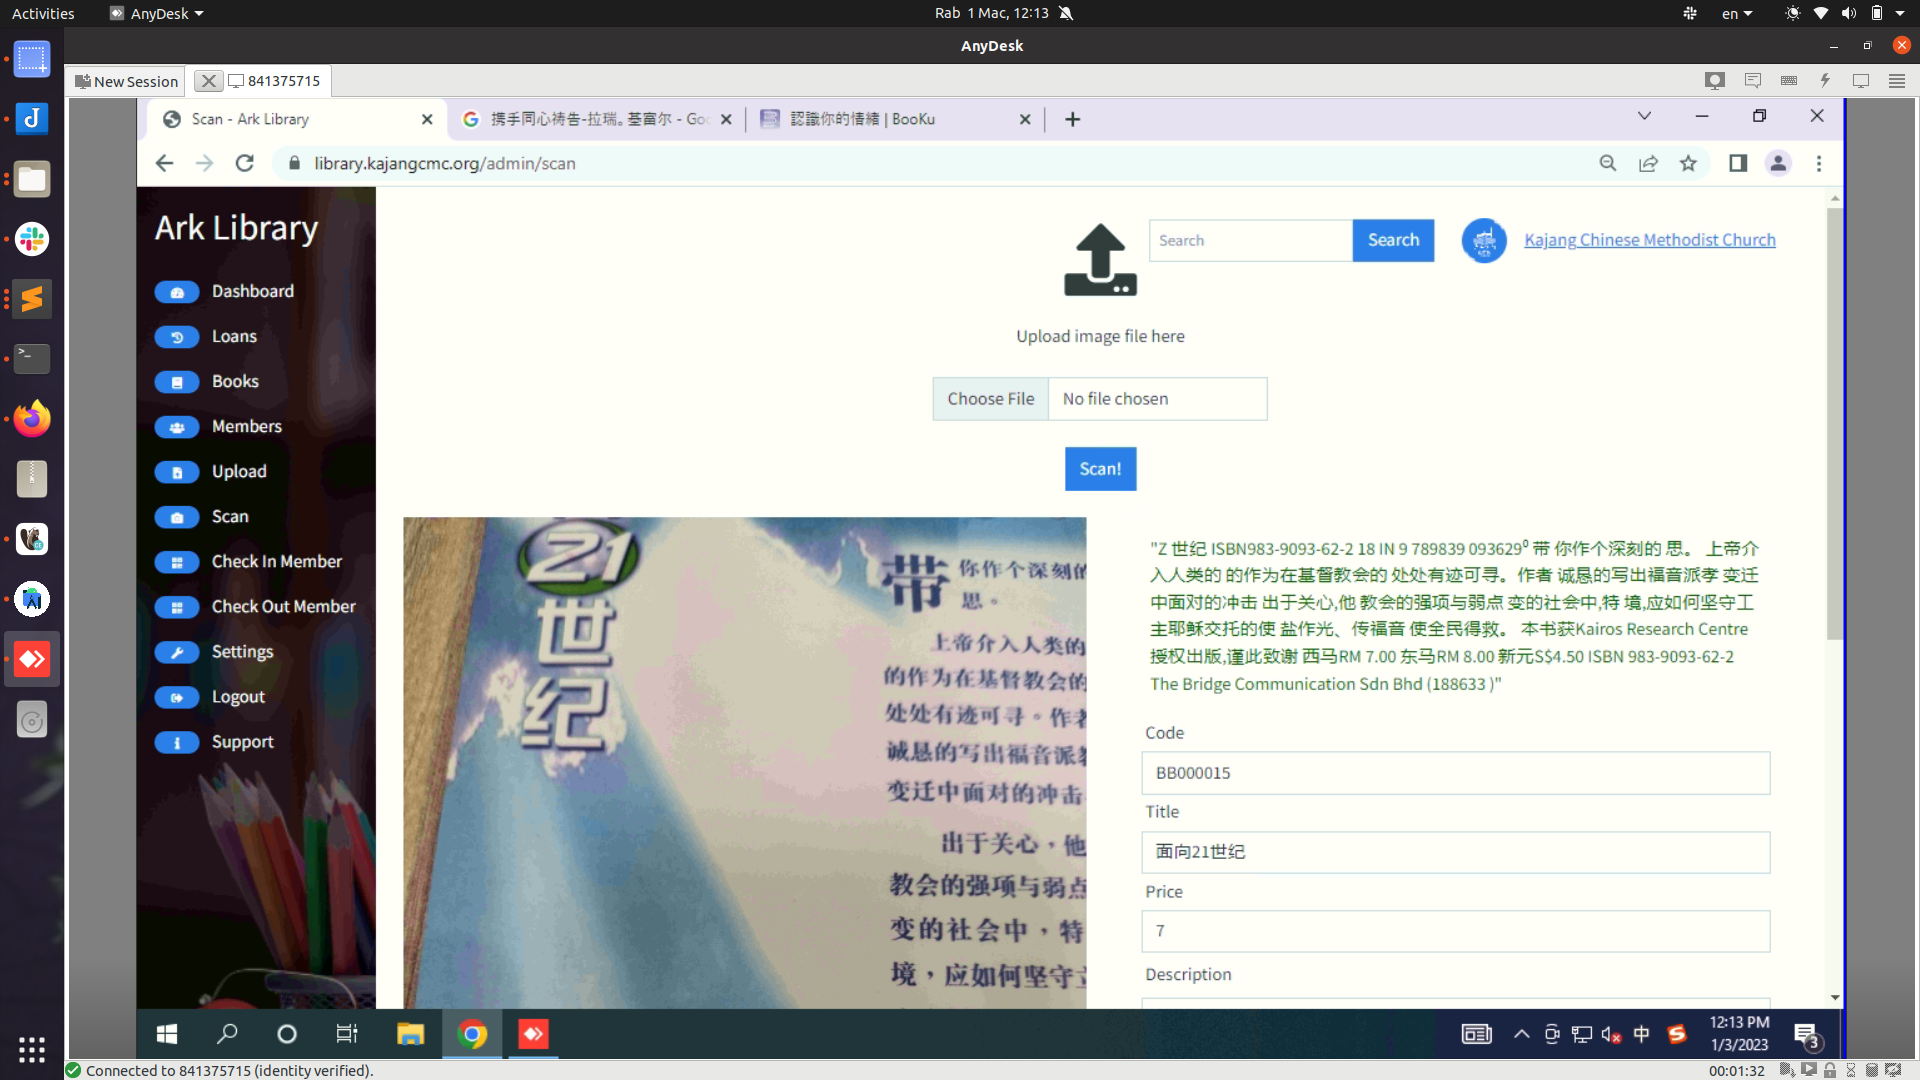 Activities
AnyDesk
Rab 1 Mac, 12:13
en
AnyDesk
New Session
841375715
Scan - Ark Library
携手同心祷告-拉瑞。基富尔 - Goo
認識你的情緒 | BooKu
library.kajangcmc.org/admin/scan
Ark Library
Search
Search
Kajang Chinese Methodist Church
Dashboard
Loans
Books
Members
Upload
Scan
Check In Member
Check Out Member
Settings
Logout
Support
Upload image file here
Choose File
No file chosen
Scan!
21
世
纪
带 你作个深刻的
思。
上帝介入人类的
的作为在基督教会的
处处有迹可寻。作者
诚恳的写出福音派教
变迁中面对的冲击
出于关心,他
教会的强项与弱点
变的社会中,特
境,应如何坚守
"Z 世纪 ISBN983-9093-62-2 18 IN 9 789839 093629⁰ 带 你作个深刻的 思。 上帝介
入人类的 的作为在基督教会的 处处有迹可寻。作者 诚恳的写出福音派孝 变迁
中面对的冲击 出于关心,他 教会的强项与弱点 变的社会中,特 境,应如何坚守工
主耶稣交托的使 盐作光、传福音 使全民得救。 本书获Kairos Research Centre
授权出版,谨此致谢 西马RM 7.00 东马RM 8.00 新元S$4.50 ISBN 983-9093-62-2
The Bridge Communication Sdn Bhd (188633 )"
Code
BB000015
Title
面向21世纪
Price
7
Description
中
12:13 PM
1/3/2023
3
Connected to 841375715 (identity verified).
00:01:32